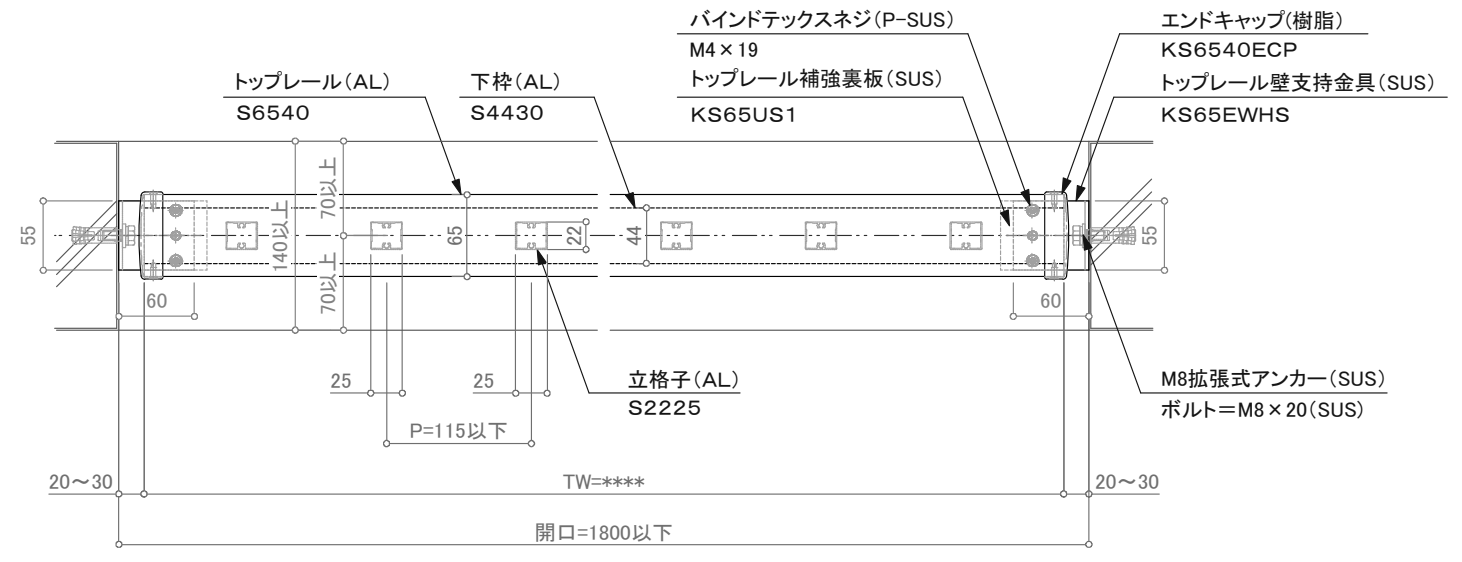 バインドテックスネジ(P-SUS)
M4×19
エンドキャップ(樹脂)
KS6540ECP
トップレール(AL)
S6540
下枠(AL)
S4430
トップレール補強裏板(SUS)
KS65US1
トップレール壁支持金具(SUS)
KS65EWHS
55
140以上
70以上
70以上
65
22
44
55
60
60
25
25
立格子(AL)
S2225
M8拡張式アンカー(SUS)
ボルト=M8×20(SUS)
P=115以下
20~30
TW=****
20~30
開口=1800以下